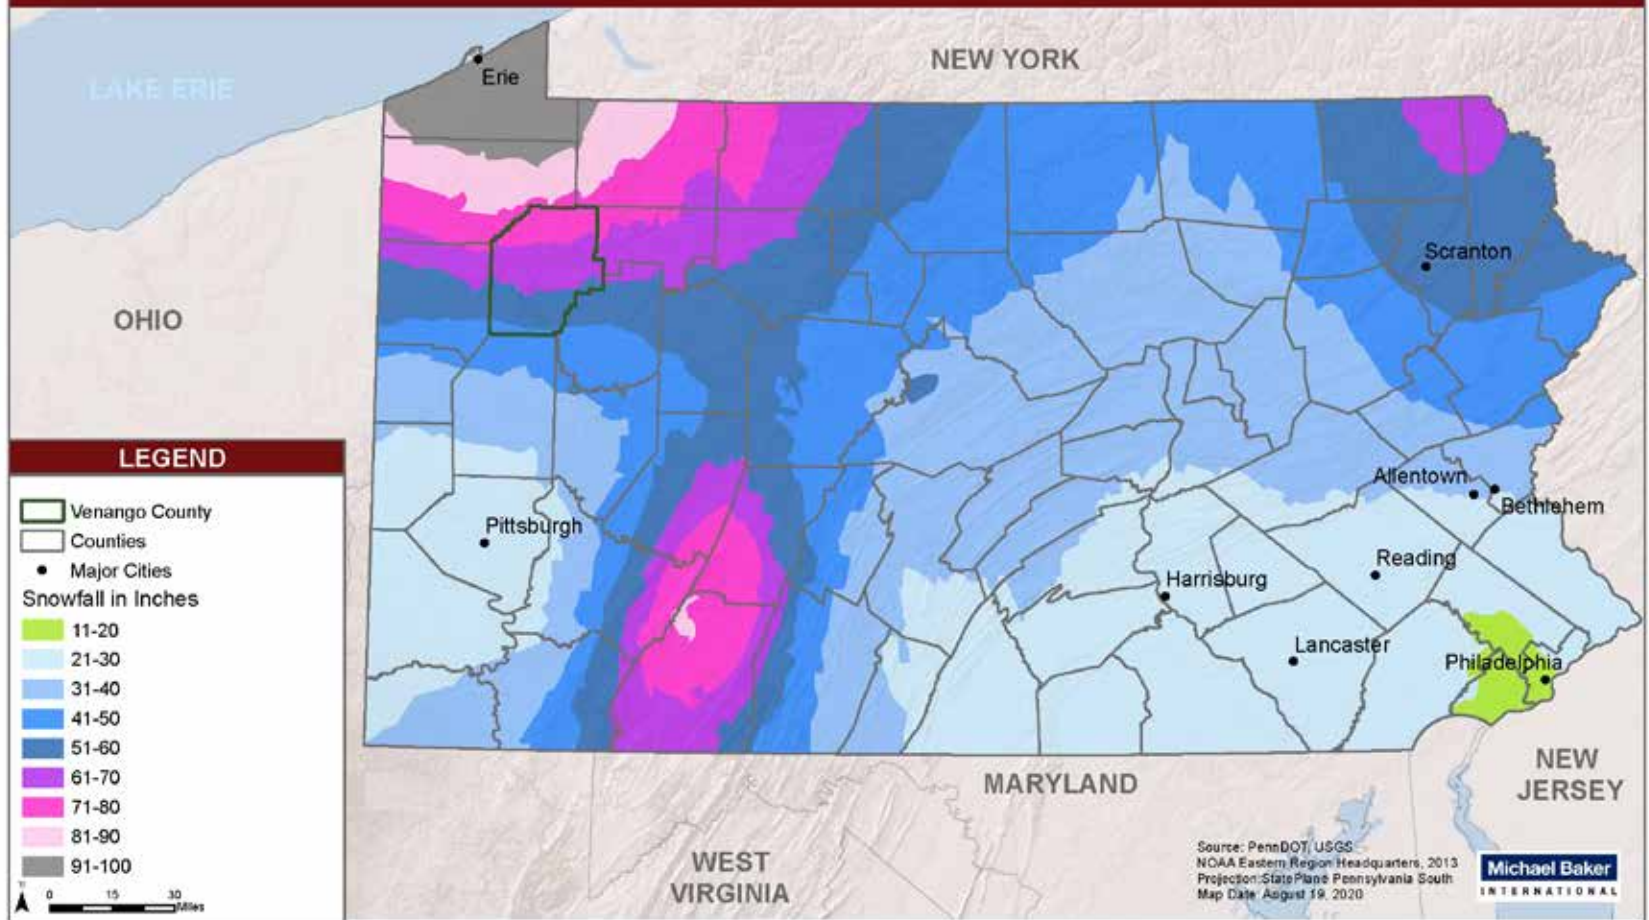 NEW YORK
Erie
LAKE ERIE
Scranton
OHIO
LEGEND
Venango County
Counties
Major Cities
Snowfall in Inches
11-20
21-30
31-40
41-50
51-60
61-70
71-80
81-90
91-100
0 15 30
Miles
Allentown
Bethlehem
Pittsburgh
Reading
Harrisburg
Lancaster
Philadelphia
NEW
JERSEY
MARYLAND
WEST
VIRGINIA
Source: PennDOT, USGS
NOAA Eastern Region Headquarters, 2013
Projection: StatePlane Pennsylvania South
Map Date: August 19, 2020
Michael Baker
INTERNATIONAL